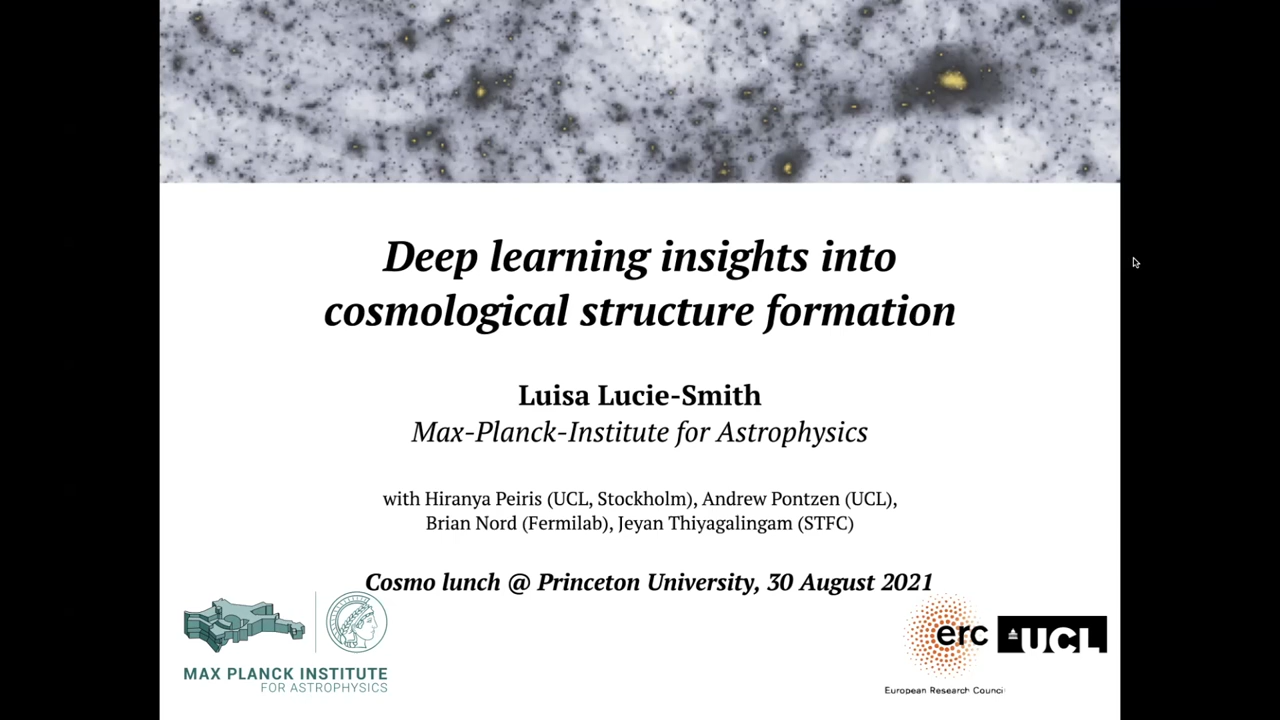 Deep learning insights into
cosmological structure formation
Luisa Lucie-Smith
Max-Planck-Institute for Astrophysics
with Hiranya Peiris (UCL, Stockholm), Andrew Pontzen (UCL),
Brian Nord (Fermilab), Jeyan Thiyagalingam (STFC)
Cosmo lunch @ Princeton University, 30 August 2021
MAX PLANCK INSTITUTE
FOR ASTROPHYSICS
erc
UCL
European Research Counci